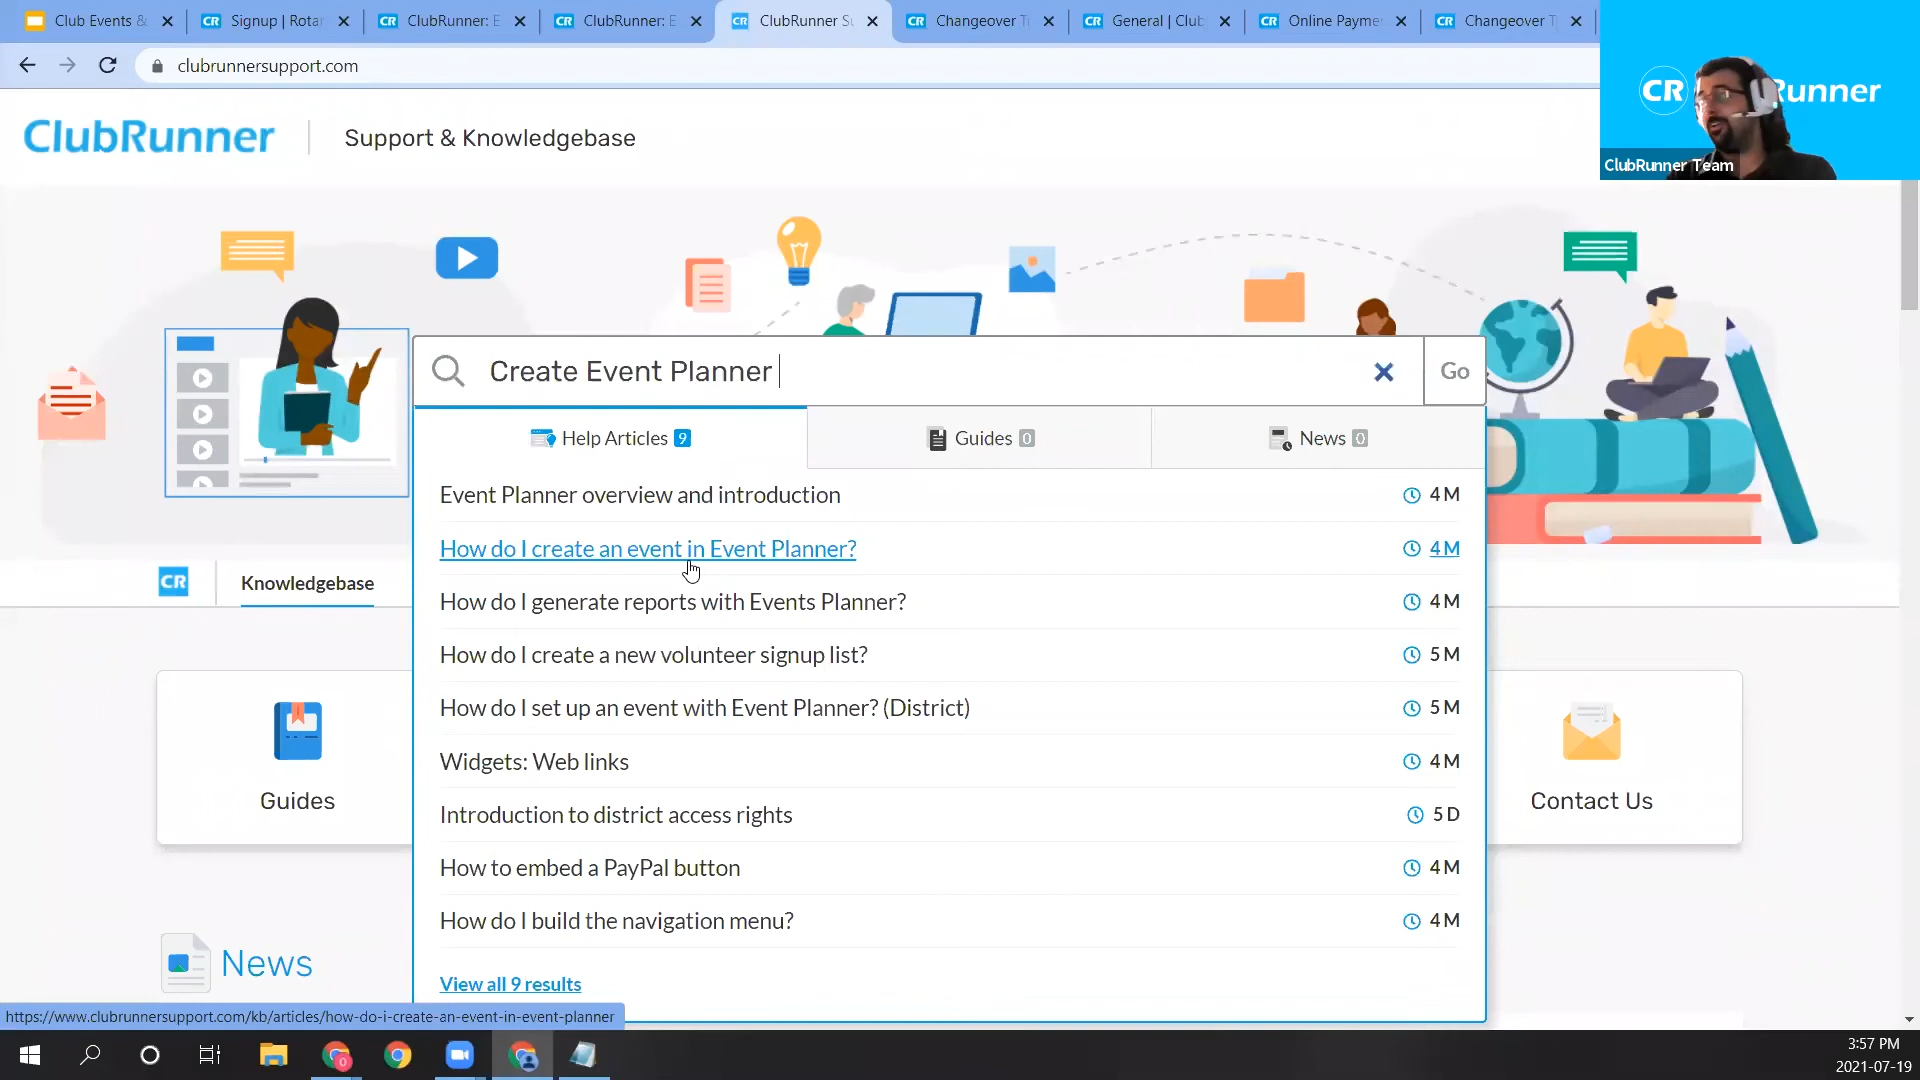 Club Events &
Signup | Rota
ClubRunner: E
ClubRunner: E
ClubRunner Su
Changeover T
General | Club
Online Payme
Changeover T
clubrunnersupport.com
CR
Runner
ClubRunner Team
ClubRunner
Support & Knowledgebase
Create Event Planner
Go
Help Articles 9
Guides 0
News 0
Event Planner overview and introduction 4 M
How do I create an event in Event Planner? 4 M
How do I generate reports with Events Planner? 4 M
How do I create a new volunteer signup list? 5 M
How do I set up an event with Event Planner? (District) 5 M
Widgets: Web links 4 M
Introduction to district access rights 5 D
How to embed a PayPal button 4 M
How do I build the navigation menu? 4 M
View all 9 results
CR
Knowledgebase
Guides
Contact Us
News
https://www.clubrunnersupport.com/kb/articles/how-do-i-create-an-event-in-event-planner
3:57 PM
2021-07-19